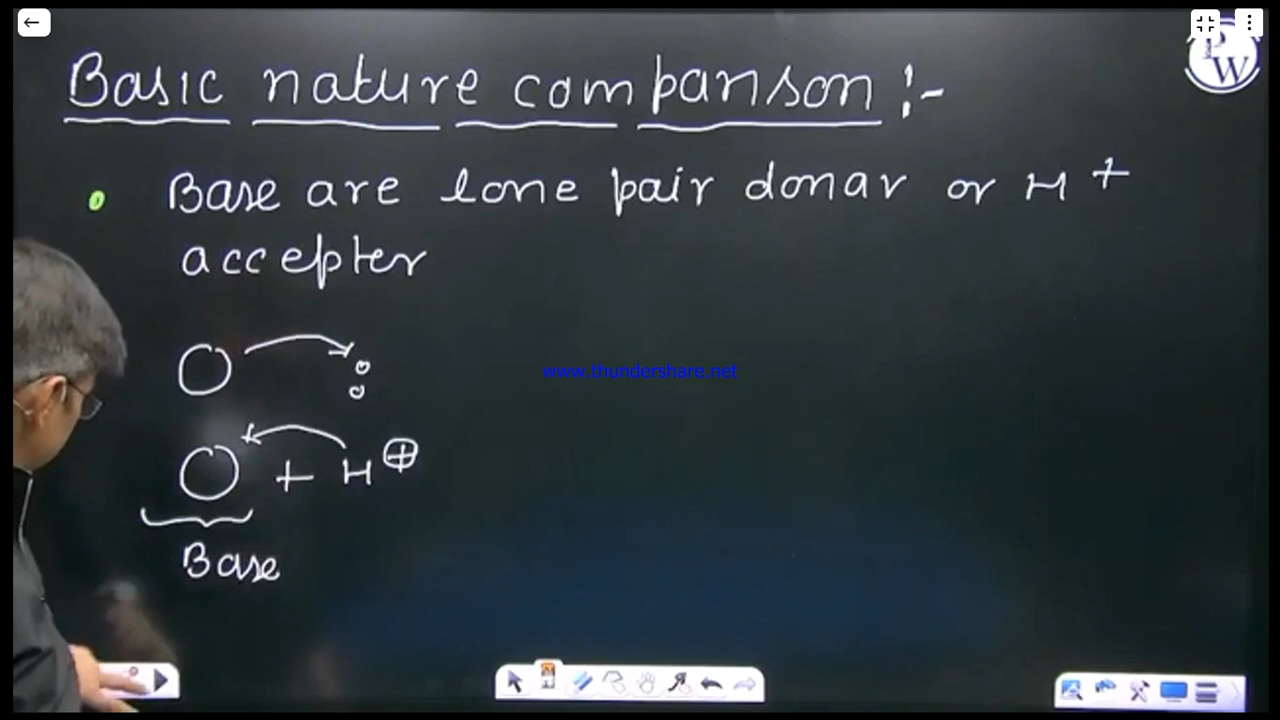 Basic nature comparison :-
Base are lone pair donar or H+
accepter
+ H⊕
Base
www.thundershare.net
PW